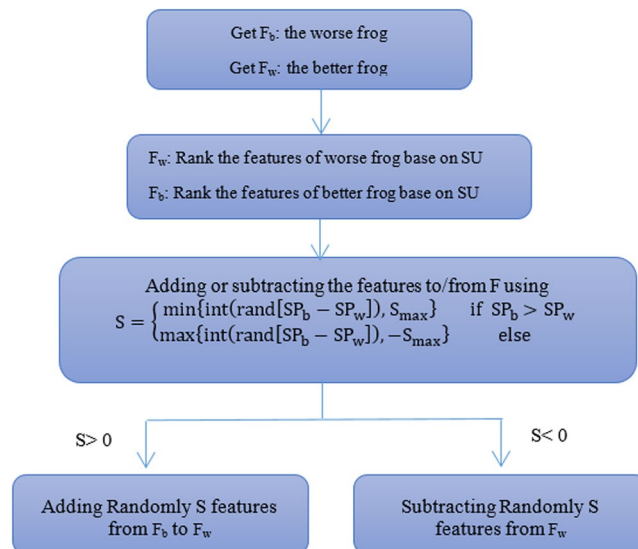 Get F_b: the worse frog
Get F_w: the better frog
F_w: Rank the features of worse frog base on SU
F_b: Rank the features of better frog base on SU
Adding or subtracting the features to/from F using
S = { min{int(rand[SP_b − SP_w]), S_max} if SP_b > SP_w
max{int(rand[SP_b − SP_w]), −S_max} else
S> 0
S< 0
Adding Randomly S features
from F_b to F_w
Subtracting Randomly S
features from F_w